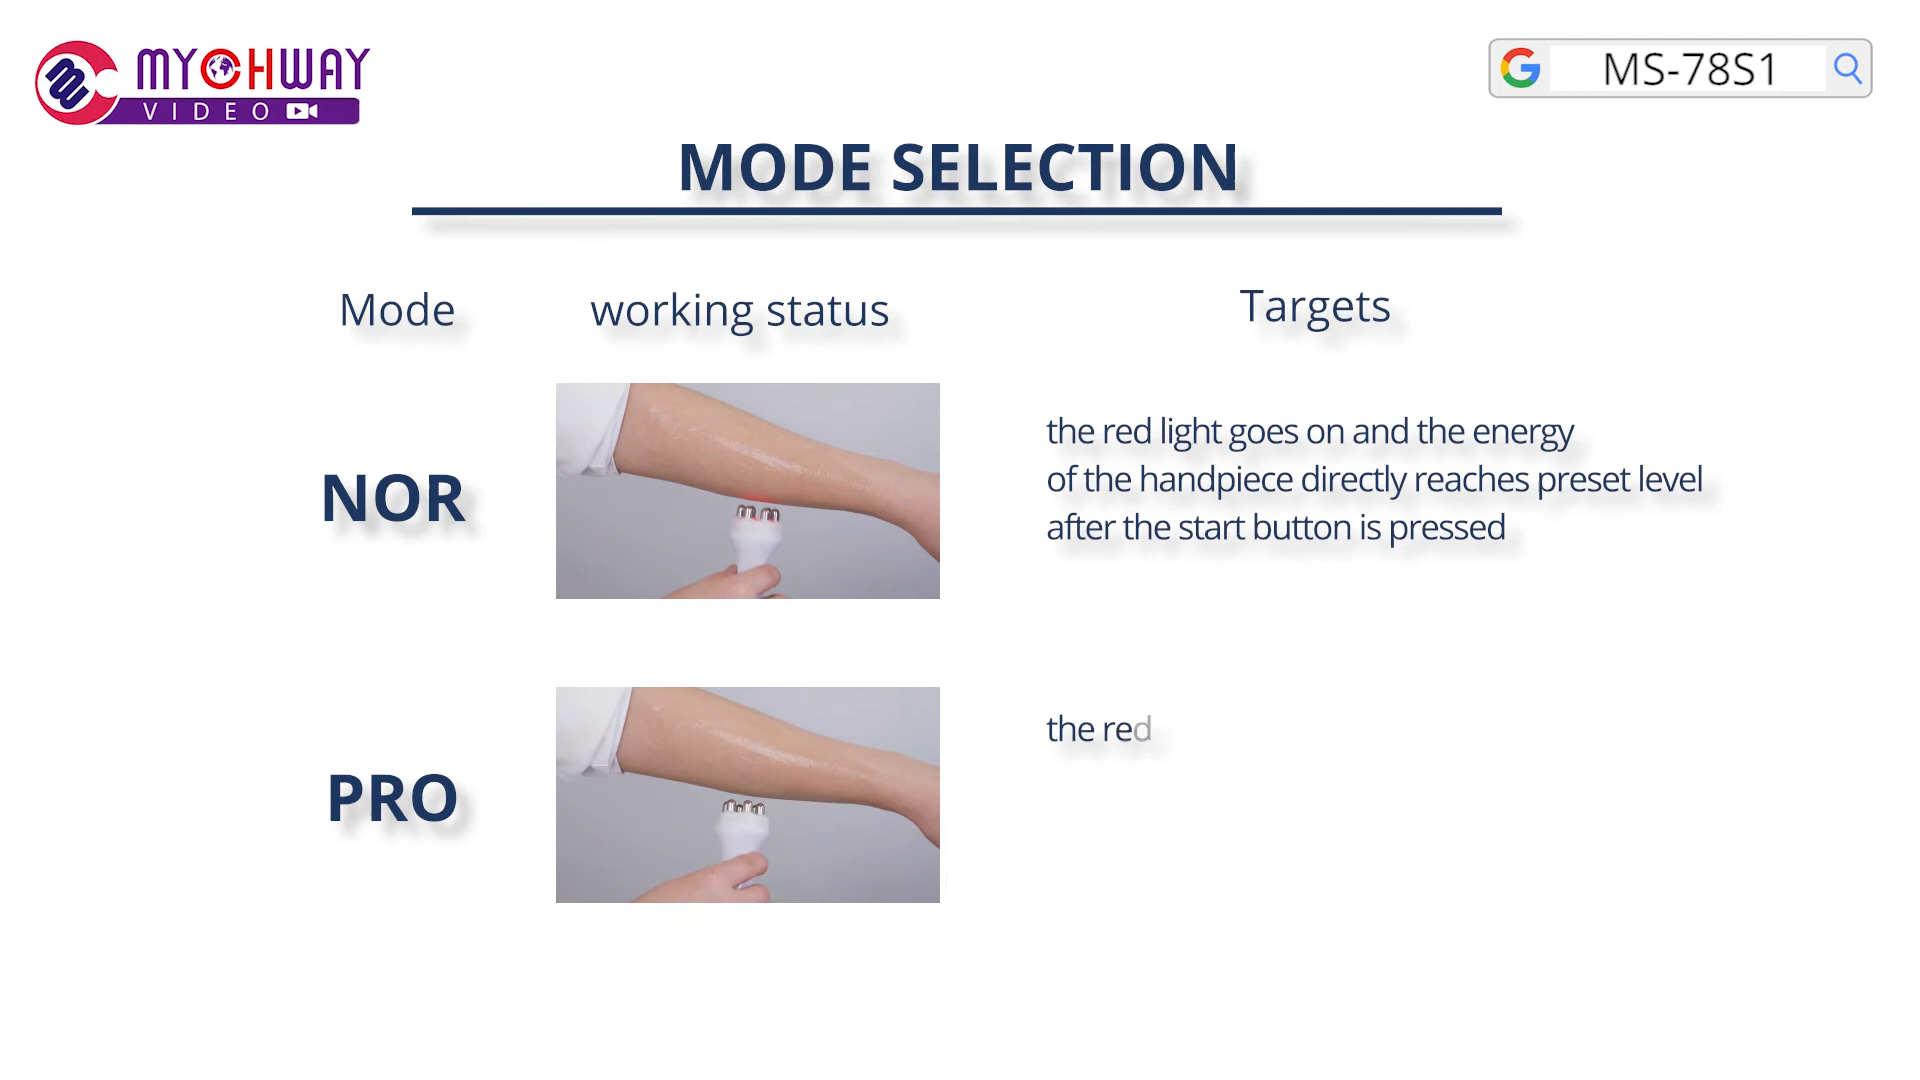 MYCHWAY
VIDEO
MS-78S1
MODE SELECTION
Mode
working status
Targets
NOR
the red light goes on and the energy
of the handpiece directly reaches preset level
after the start button is pressed
PRO
the red